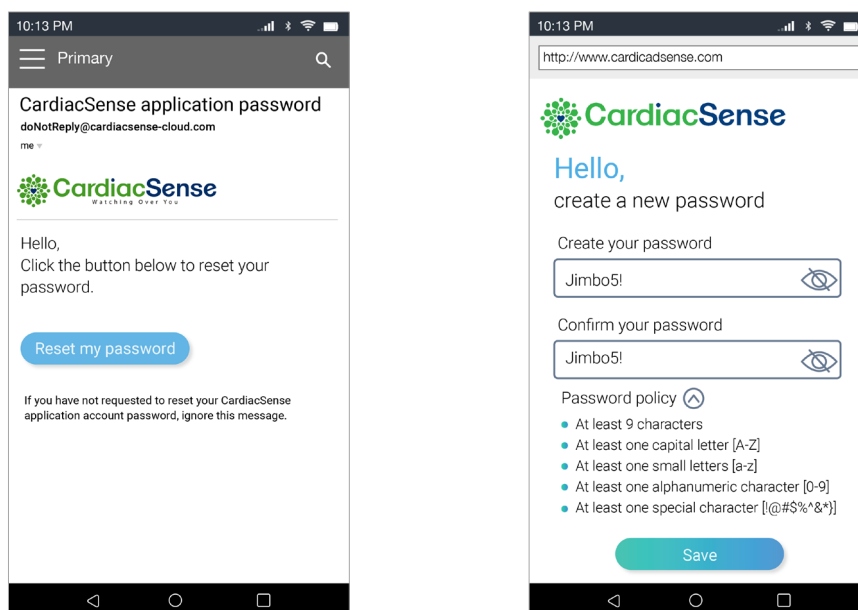 10:13 PM
Primary
CardiacSense application password
doNotReply@cardiacsense-cloud.com
me
CardiacSense
Watching Over You
Hello,
Click the button below to reset your
password.
Reset my password
If you have not requested to reset your CardiacSense
application account password, ignore this message.
10:13 PM
http://www.cardicadsense.com
CardiacSense
Hello,
create a new password
Create your password
Jimbo5!
Confirm your password
Jimbo5!
Password policy
At least 9 characters
At least one capital letter [A-Z]
At least one small letters [a-z]
At least one alphanumeric character [0-9]
At least one special character [!@#$%^&*}]
Save